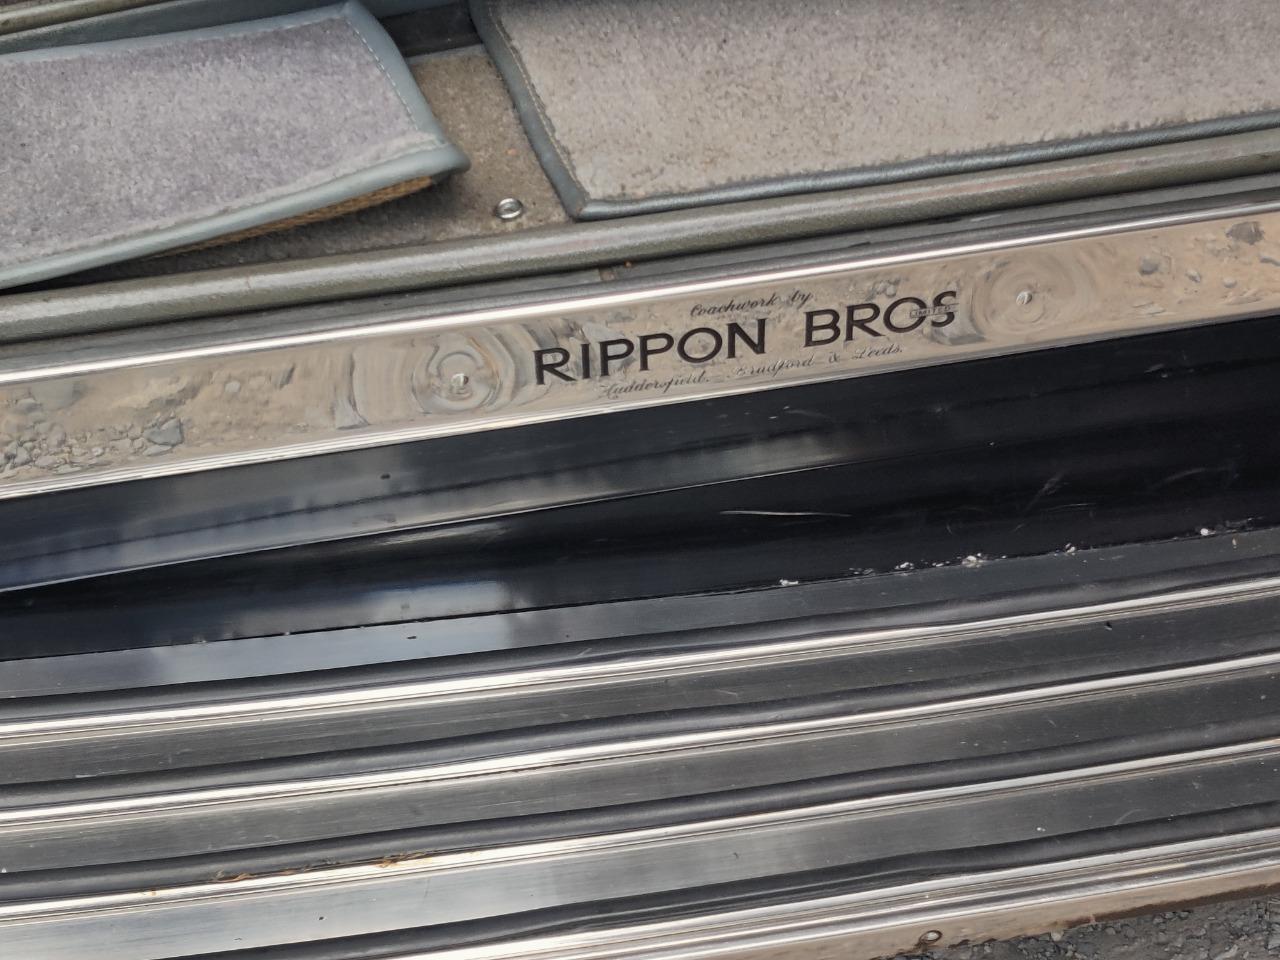 Coachwork by
RIPPON BROS LIMITED
Huddersfield, Bradford & Leeds.